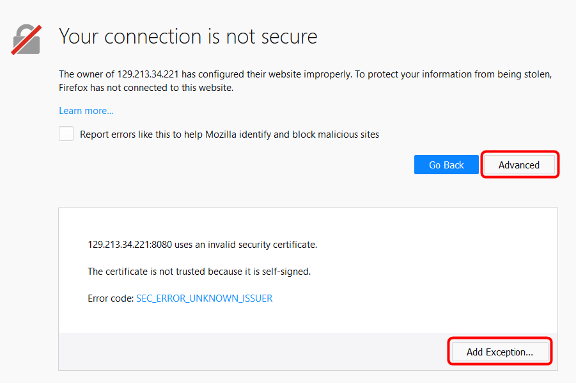 Your connection is not secure
The owner of 129.213.34.221 has configured their website improperly. To protect your information from being stolen,
Firefox has not connected to this website.
Learn more...
Report errors like this to help Mozilla identify and block malicious sites
Go Back
Advanced
129.213.34.221:8080 uses an invalid security certificate.
The certificate is not trusted because it is self-signed.
Error code: SEC_ERROR_UNKNOWN_ISSUER
Add Exception...